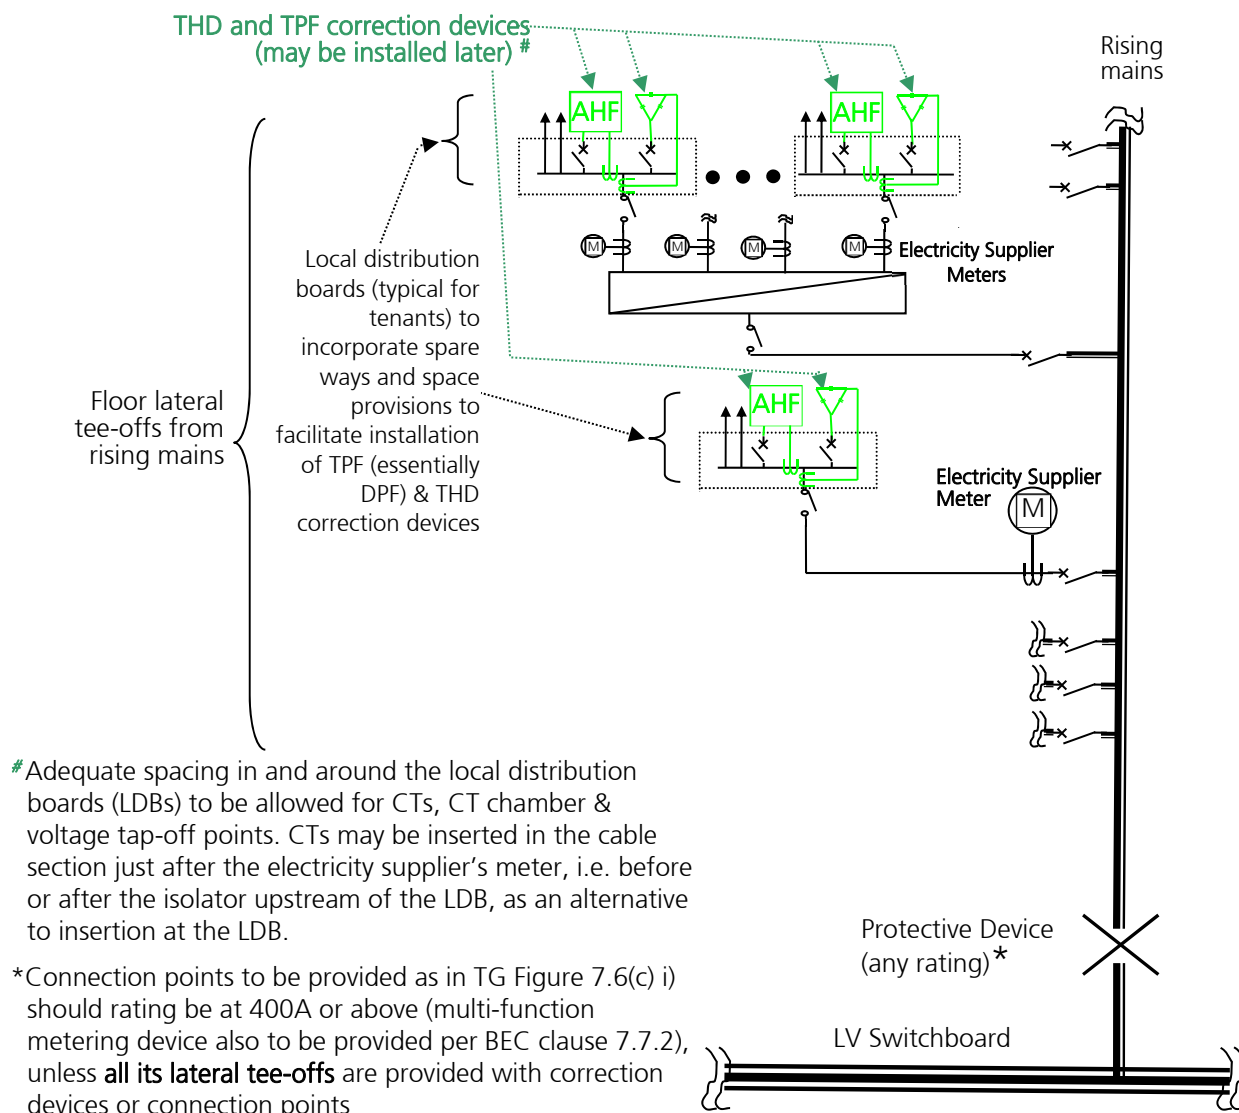 THD and TPF correction devices
(may be installed later) #
Rising
mains
AHF
AHF
M
M
M
M
Electricity Supplier
Meters
Local distribution
boards (typical for
tenants) to
incorporate spare
ways and space
provisions to
facilitate installation
of TPF (essentially
DPF) & THD
correction devices
Floor lateral
tee-offs from
rising mains
AHF
Electricity Supplier
Meter
M
#Adequate spacing in and around the local distribution
boards (LDBs) to be allowed for CTs, CT chamber &
voltage tap-off points. CTs may be inserted in the cable
section just after the electricity supplier’s meter, i.e. before
or after the isolator upstream of the LDB, as an alternative
to insertion at the LDB.
Protective Device
(any rating)*
*Connection points to be provided as in TG Figure 7.6(c) i)
should rating be at 400A or above (multi-function
metering device also to be provided per BEC clause 7.7.2),
unless all its lateral tee-offs are provided with correction
devices or connection points
LV Switchboard